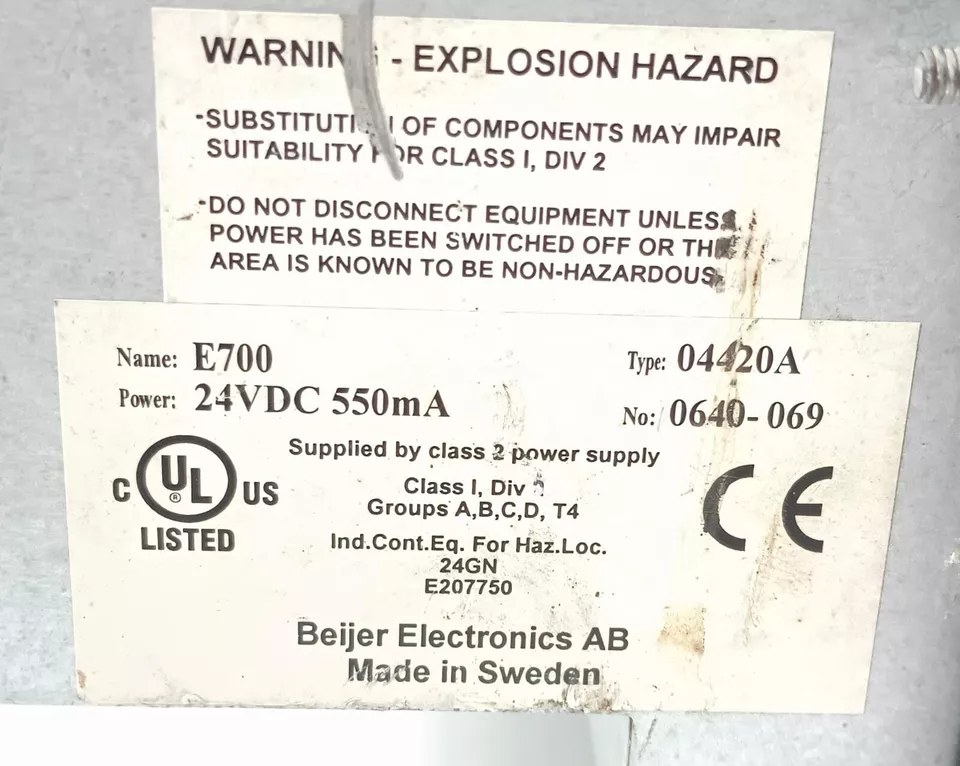 WARNING - EXPLOSION HAZARD
-SUBSTITUTION OF COMPONENTS MAY IMPAIR
SUITABILITY FOR CLASS I, DIV 2
-DO NOT DISCONNECT EQUIPMENT UNLESS
POWER HAS BEEN SWITCHED OFF OR THE
AREA IS KNOWN TO BE NON-HAZARDOUS
Name: E700
Type: 04420A
Power: 24VDC 550mA
No: 0640-069
Supplied by class 2 power supply
C UL ® US
LISTED
Class I, Div
Groups A,B,C,D, T4
CE
Ind.Cont.Eq. For Haz.Loc.
24GN
E207750
Beijer Electronics AB
Made in Sweden